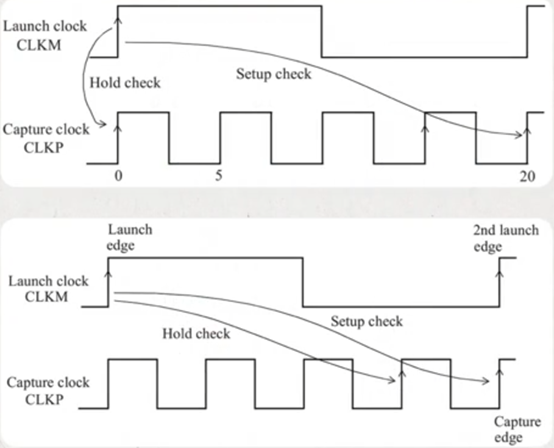 Launch clock
CLKM
Hold check
Setup check
Capture clock
CLKP
0
5
20
Launch
edge
2nd launch
edge
Launch clock
CLKM
Setup check
Hold check
Capture clock
CLKP
Capture
edge